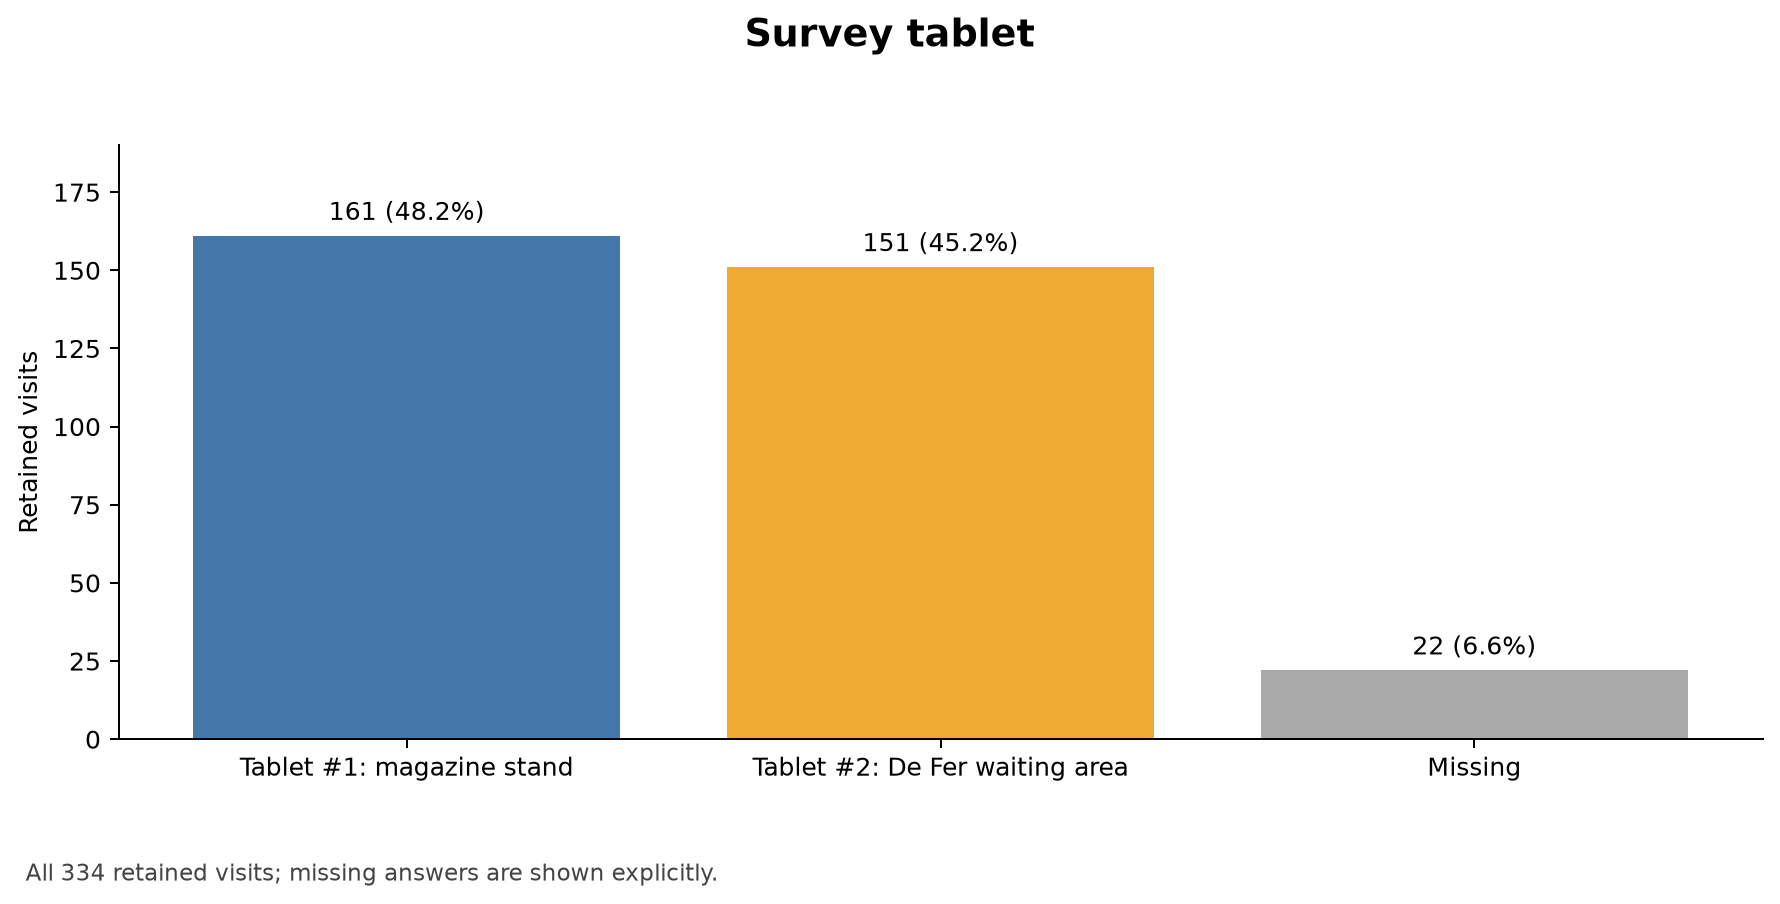 Survey tablet
Retained visits
175
150
125
100
75
50
25
0
161 (48.2%)
151 (45.2%)
22 (6.6%)
Tablet #1: magazine stand
Tablet #2: De Fer waiting area
Missing
All 334 retained visits; missing answers are shown explicitly.